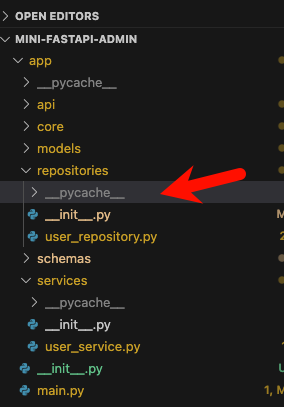 OPEN EDITORS
MINI-FASTAPI-ADMIN
app
__pycache__
api
core
models
repositories
__pycache__
__init__.py M
user_repository.py 2
schemas
services
__pycache__
__init__.py
user_service.py
__init__.py U
main.py 1, M